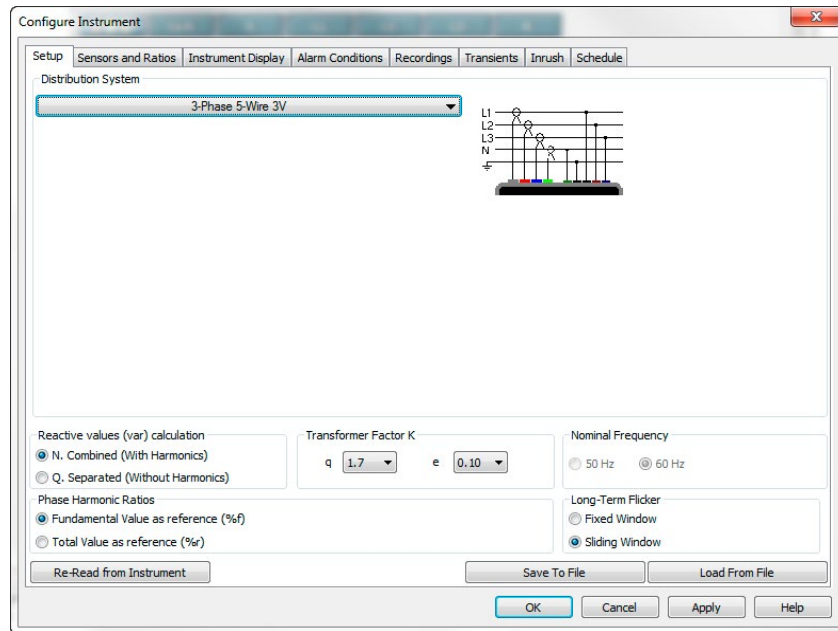 Configure Instrument
Setup Sensors and Ratios Instrument Display Alarm Conditions Recordings Transients Inrush Schedule
Distribution System
3-Phase 5-Wire 3V
L1
L2
L3
N
Reactive values (var) calculation
N. Combined (With Harmonics)
Q. Separated (Without Harmonics)
Transformer Factor K
q 1.7 e 0.10
Nominal Frequency
50 Hz 60 Hz
Phase Harmonic Ratios
Fundamental Value as reference (%f)
Total Value as reference (%r)
Long-Term Flicker
Fixed Window
Sliding Window
Re-Read from Instrument Save To File Load From File
OK Cancel Apply Help